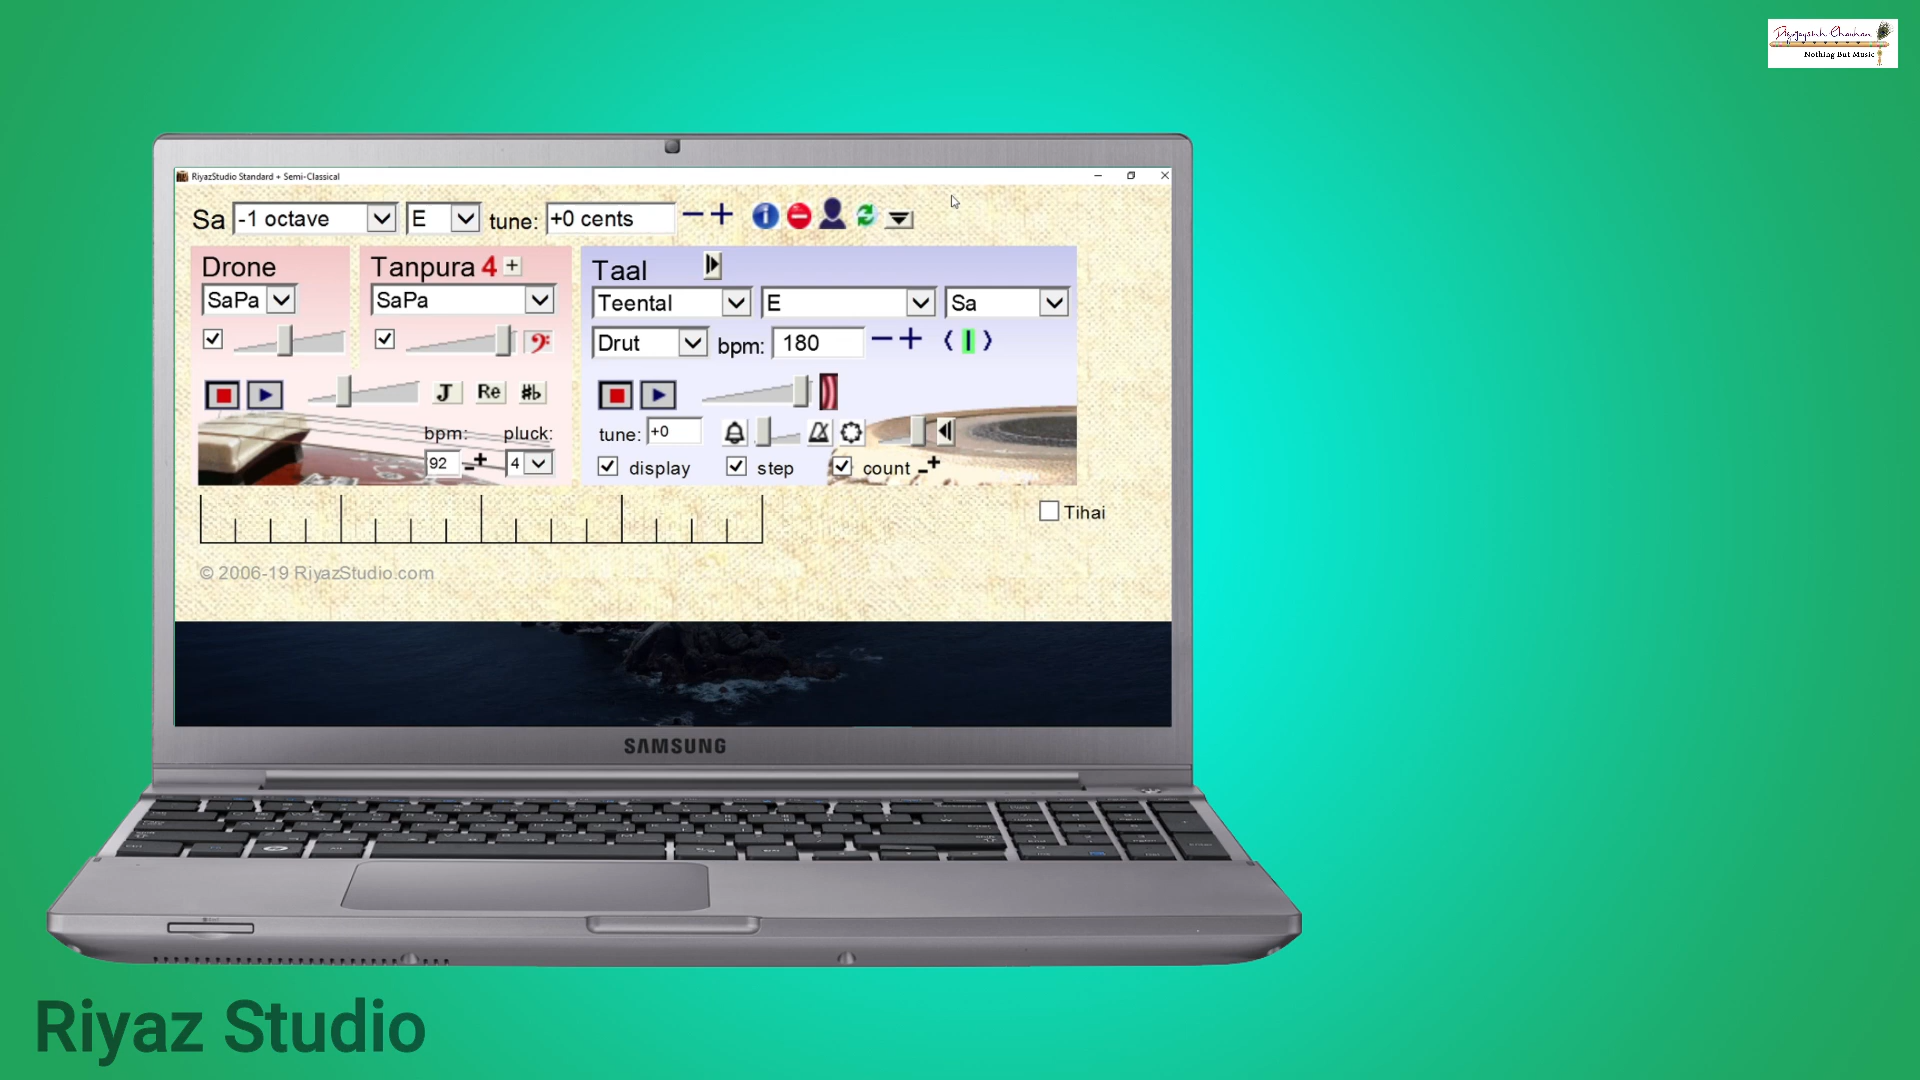 Nothing But Music
RiyazStudio Standard + Semi-Classical
Sa -1 octave E tune: +0 cents
Drone Tanpura 4 + Taal
SaPa SaPa Teental E Sa
Drut bpm: 180
J Re #b
bpm: pluck: tune: +0
92 4 display step count
Tihai
© 2006-19 RiyazStudio.com
SAMSUNG
Riyaz Studio